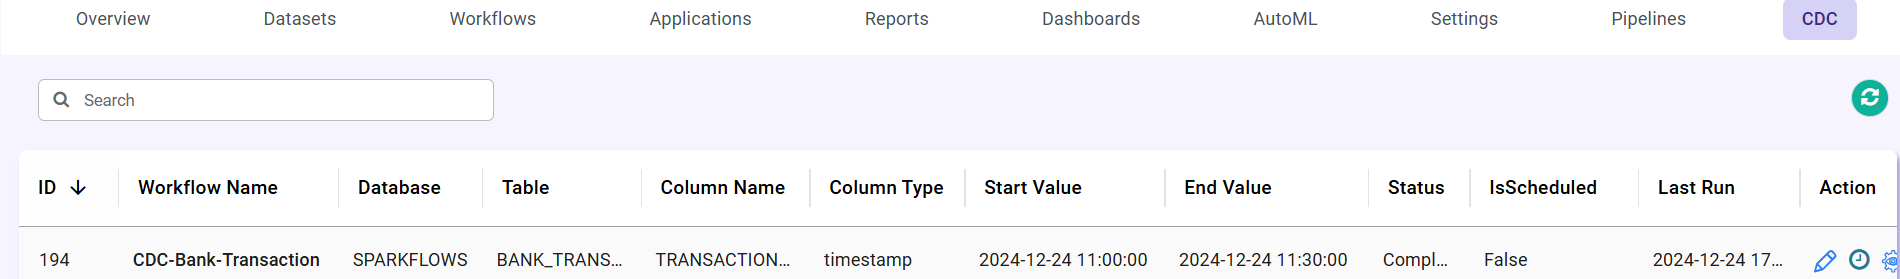 Overview Datasets Workflows Applications Reports Dashboards AutoML Settings Pipelines CDC
Search
ID Workflow Name Database Table Column Name Column Type Start Value End Value Status IsScheduled Last Run Action
194 CDC-Bank-Transaction SPARKFLOWS BANK_TRANS... TRANSACTION... timestamp 2024-12-24 11:00:00 2024-12-24 11:30:00 Compl... False 2024-12-24 17...